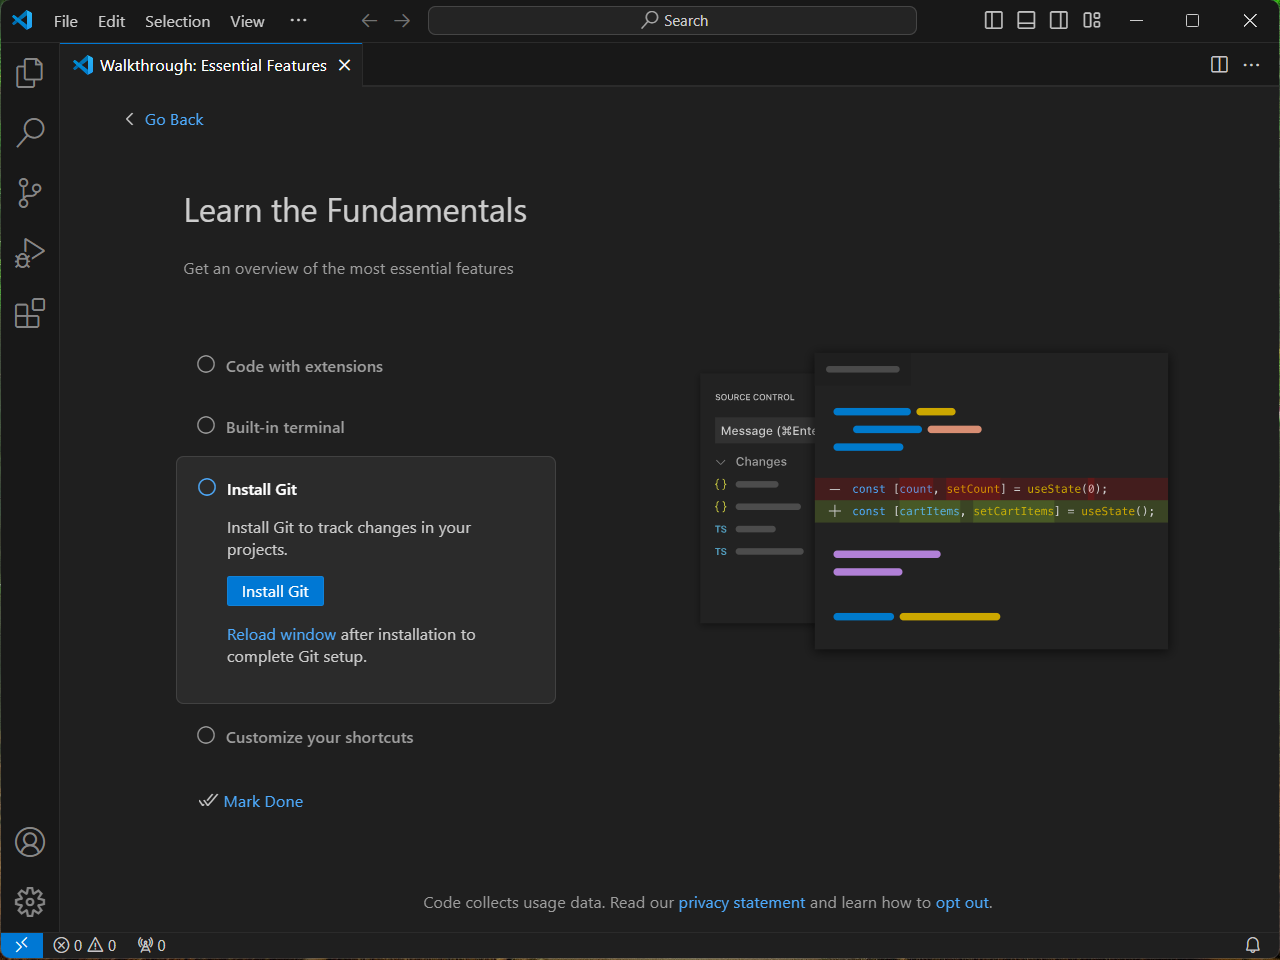 File Edit Selection View ···
Search
Walkthrough: Essential Features
Go Back
Learn the Fundamentals
Get an overview of the most essential features
Code with extensions
Built-in terminal
Install Git
Install Git to track changes in your
projects.
Install Git
Reload window after installation to
complete Git setup.
Customize your shortcuts
Mark Done
SOURCE CONTROL
Message (⌘Ente
Changes
{}
{}
TS
TS
— const [count, setCount] = useState(0);
+ const [cartItems, setCartItems] = useState();
Code collects usage data. Read our privacy statement and learn how to opt out.
0 0 0